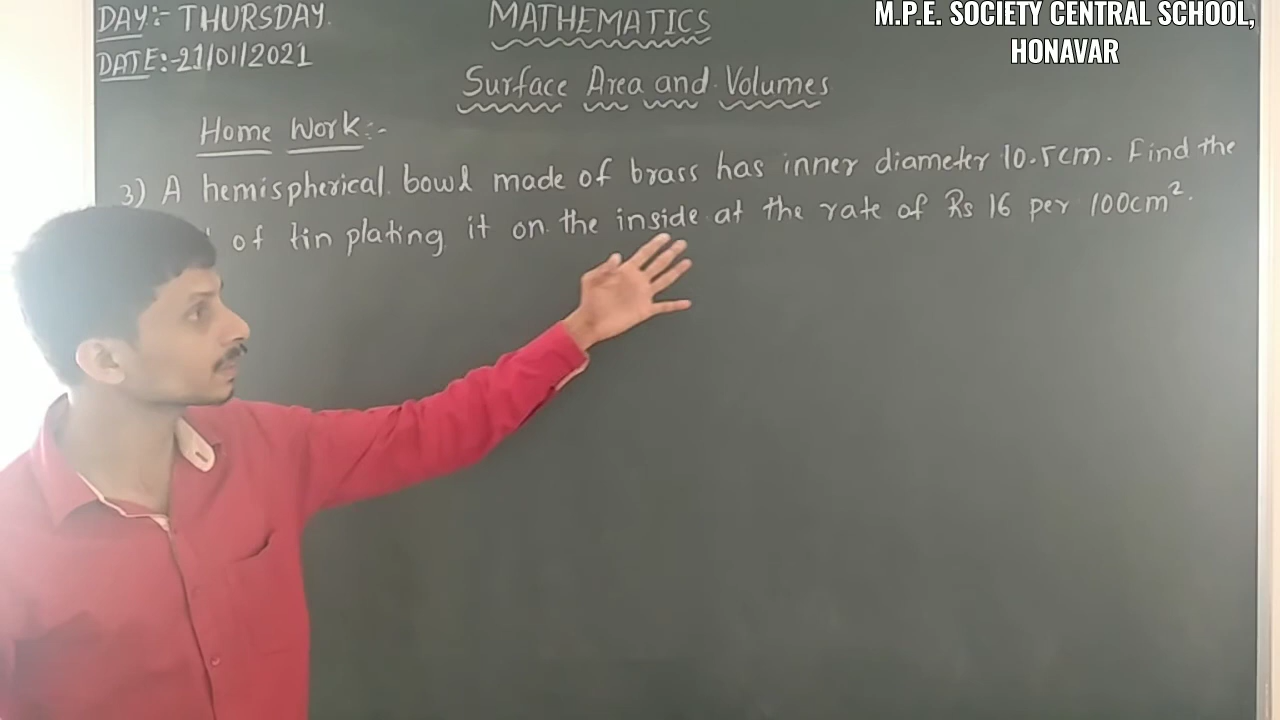 DAY:- THURSDAY.
DATE:-21/01/2021
MATHEMATICS
M.P.E. SOCIETY CENTRAL SCHOOL,
HONAVAR
Surface Area and Volumes
Home Work:-
3) A hemispherical bowl made of brass has inner diameter 10.5cm. Find the
of tin plating it on the inside at the rate of Rs 16 per 100cm².